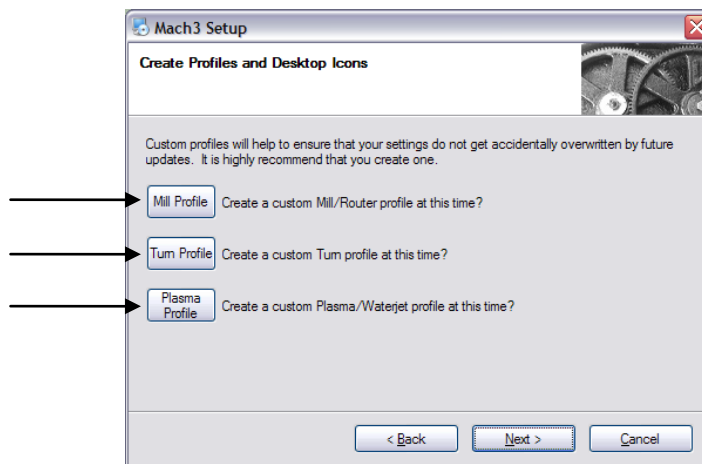 Mach3 Setup
Create Profiles and Desktop Icons
Custom profiles will help to ensure that your settings do not get accidentally overwritten by future
updates. It is highly recommend that you create one.
Mill Profile Create a custom Mill/Router profile at this time?
Turn Profile Create a custom Turn profile at this time?
Plasma
Profile Create a custom Plasma/Waterjet profile at this time?
< Back Next > Cancel